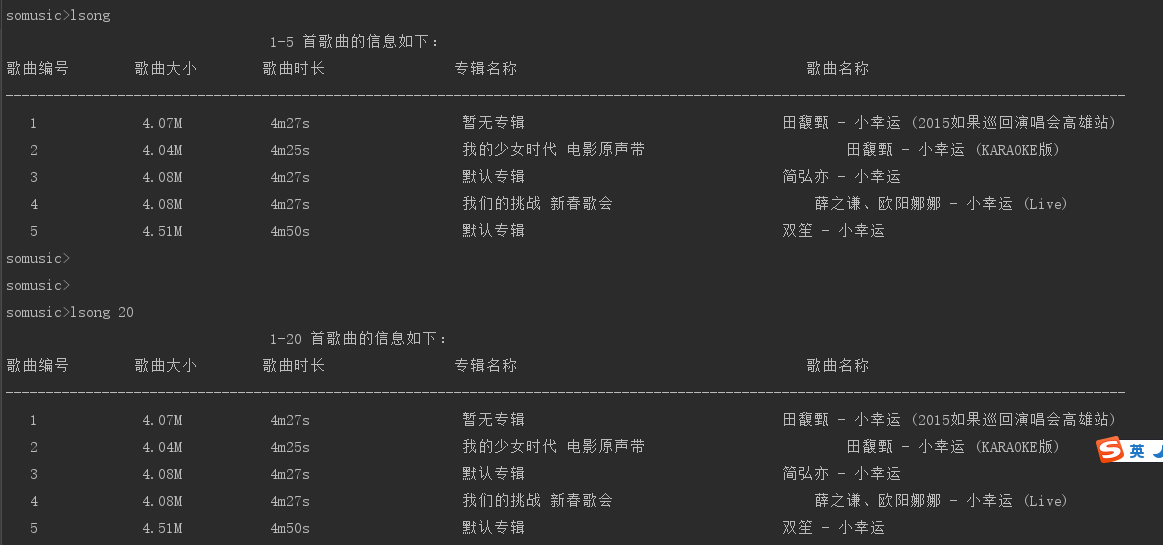 somusic>lsong
1-5 首歌曲的信息如下:
歌曲编号 歌曲大小 歌曲时长 专辑名称 歌曲名称
1 4.07M 4m27s 暂无专辑 田馥甄 - 小幸运 (2015如果巡回演唱会高雄站)
2 4.04M 4m25s 我的少女时代 电影原声带 田馥甄 - 小幸运 (KARAOKE版)
3 4.08M 4m27s 默认专辑 简弘亦 - 小幸运
4 4.08M 4m27s 我们的挑战 新春歌会 薛之谦、欧阳娜娜 - 小幸运 (Live)
5 4.51M 4m50s 默认专辑 双笙 - 小幸运
somusic>
somusic>
somusic>lsong 20
1-20 首歌曲的信息如下:
歌曲编号 歌曲大小 歌曲时长 专辑名称 歌曲名称
1 4.07M 4m27s 暂无专辑 田馥甄 - 小幸运 (2015如果巡回演唱会高雄站)
2 4.04M 4m25s 我的少女时代 电影原声带 田馥甄 - 小幸运 (KARAOKE版)
3 4.08M 4m27s 默认专辑 简弘亦 - 小幸运
4 4.08M 4m27s 我们的挑战 新春歌会 薛之谦、欧阳娜娜 - 小幸运 (Live)
5 4.51M 4m50s 默认专辑 双笙 - 小幸运
S 英